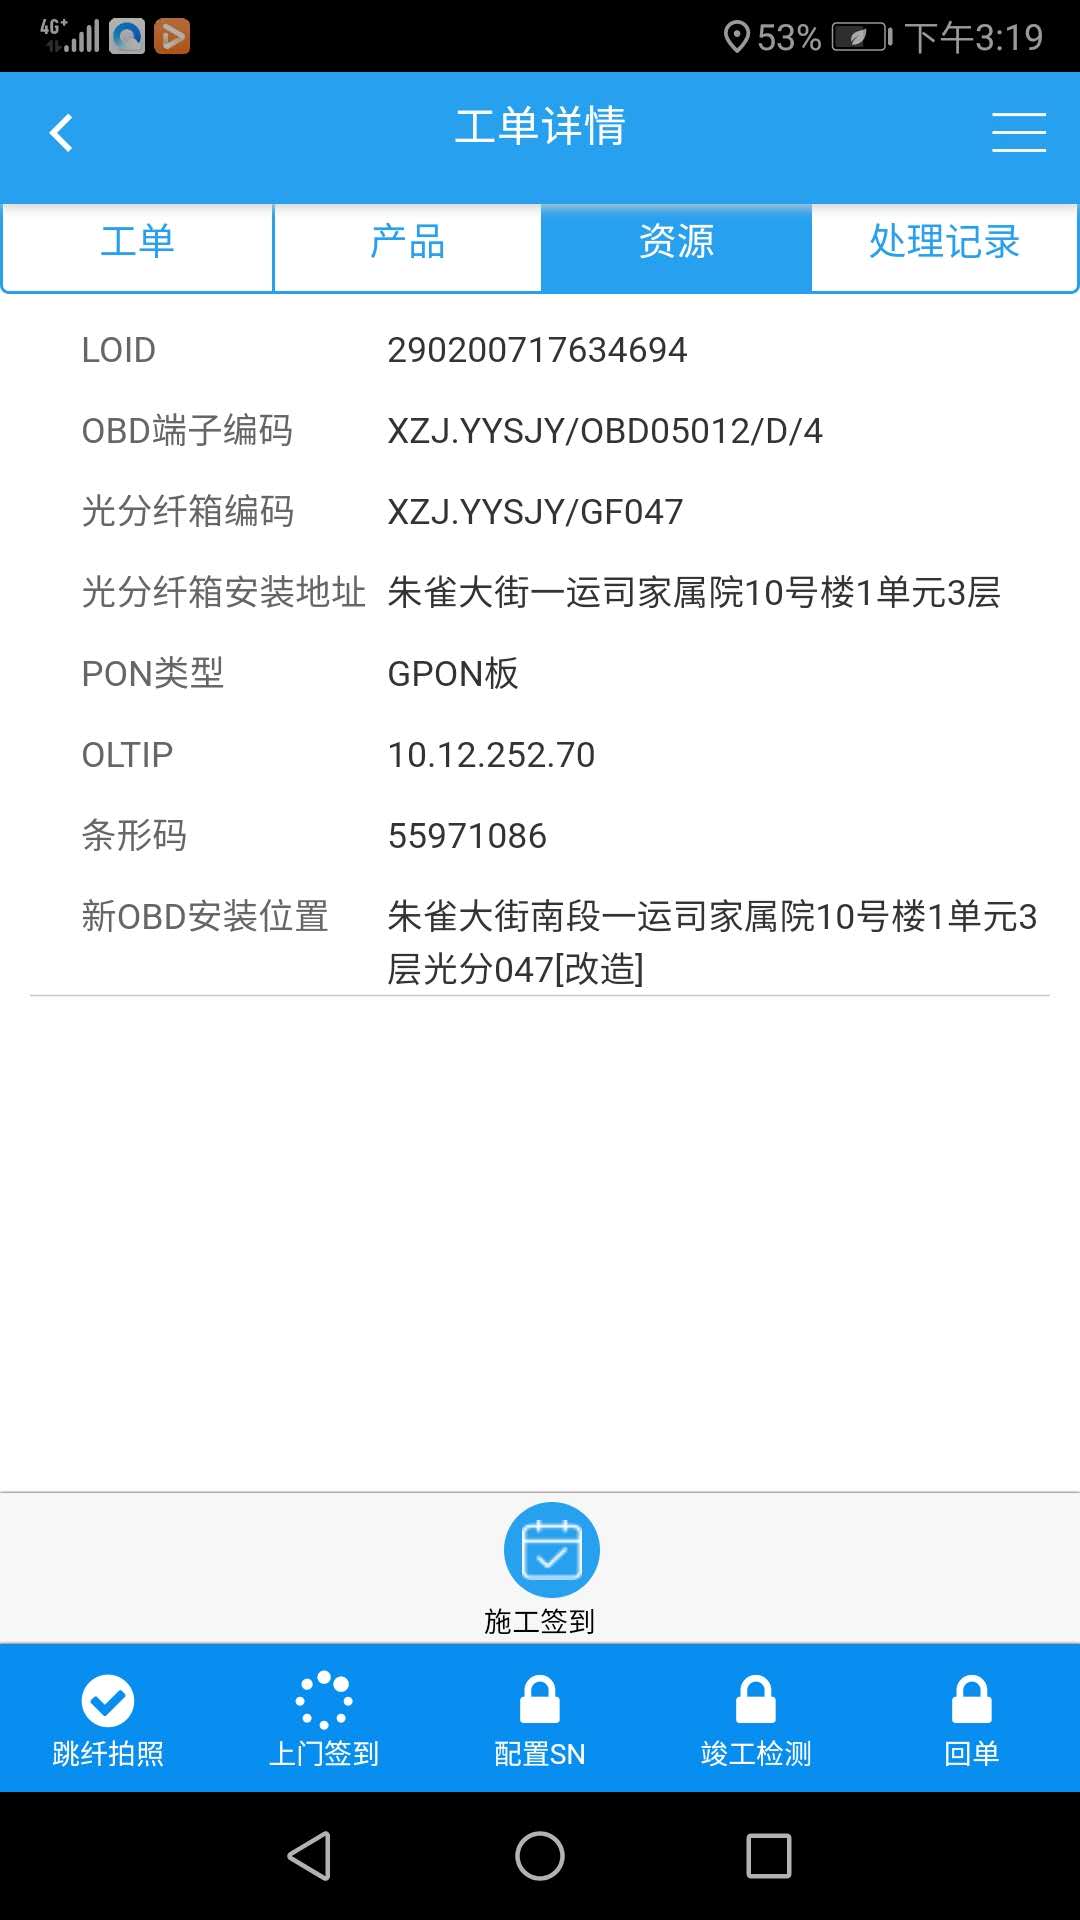 4G+
53%
下午3:19
工单详情
工单
产品
资源
处理记录
LOID
290200717634694
OBD端子编码
XZJ.YYSJY/OBD05012/D/4
光分纤箱编码
XZJ.YYSJY/GF047
光分纤箱安装地址
朱雀大街一运司家属院10号楼1单元3层
PON类型
GPON板
OLTIP
10.12.252.70
条形码
55971086
新OBD安装位置
朱雀大街南段一运司家属院10号楼1单元3
层光分047[改造]
施工签到
跳纤拍照
上门签到
配置SN
竣工检测
回单